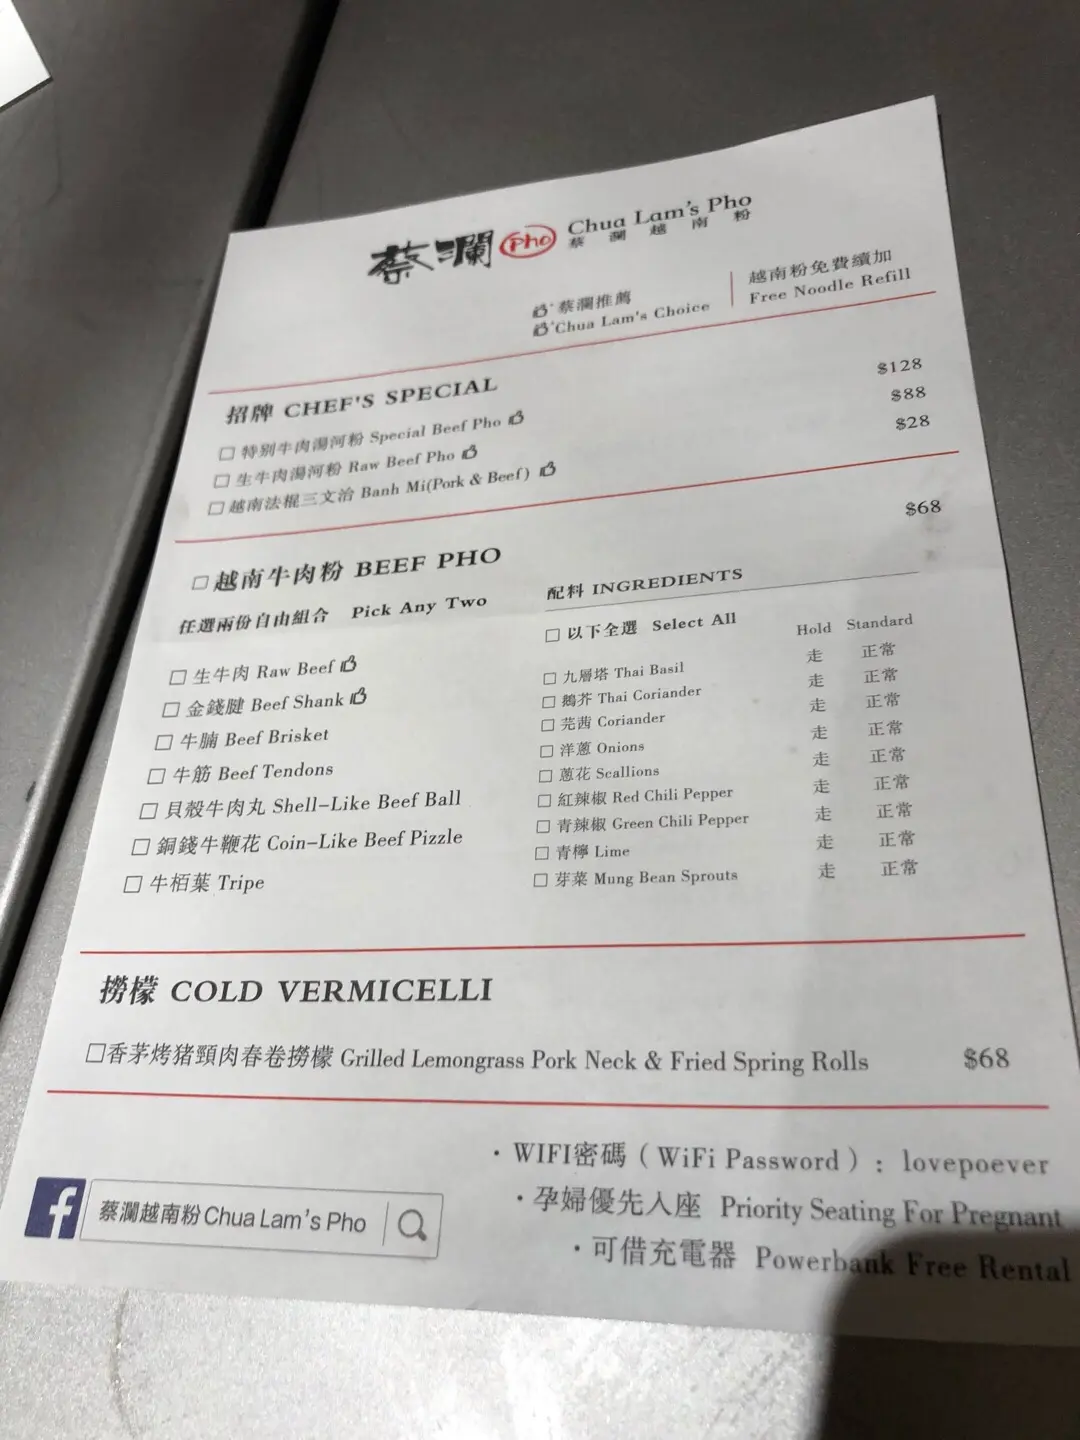 蔡瀾 Pho Chua Lam's Pho
蔡瀾越南粉
蔡瀾推薦
Chua Lam's Choice
越南粉免費續加
Free Noodle Refill
招牌 CHEF'S SPECIAL
特別牛肉湯河粉 Special Beef Pho $128
生牛肉湯河粉 Raw Beef Pho $88
越南法棍三文治 Banh Mi(Pork & Beef) $28
越南牛肉粉 BEEF PHO $68
任選兩份自由組合 Pick Any Two
生牛肉 Raw Beef
金錢腱 Beef Shank
牛腩 Beef Brisket
牛筋 Beef Tendons
貝殼牛肉丸 Shell-Like Beef Ball
銅錢牛鞭花 Coin-Like Beef Pizzle
牛栢葉 Tripe
配料 INGREDIENTS
以下全選 Select All Hold Standard
九層塔 Thai Basil 走 正常
鵝芥 Thai Coriander 走 正常
芫茜 Coriander 走 正常
洋蔥 Onions 走 正常
蔥花 Scallions 走 正常
紅辣椒 Red Chili Pepper 走 正常
青辣椒 Green Chili Pepper 走 正常
青檸 Lime 走 正常
芽菜 Mung Bean Sprouts 走 正常
撈檬 COLD VERMICELLI
香茅烤猪頸肉春卷撈檬 Grilled Lemongrass Pork Neck & Fried Spring Rolls $68
・WIFI密碼（WiFi Password）: lovepoever
・孕婦優先入座 Priority Seating For Pregnant
・可借充電器 Powerbank Free Rental
f 蔡瀾越南粉Chua Lam's Pho